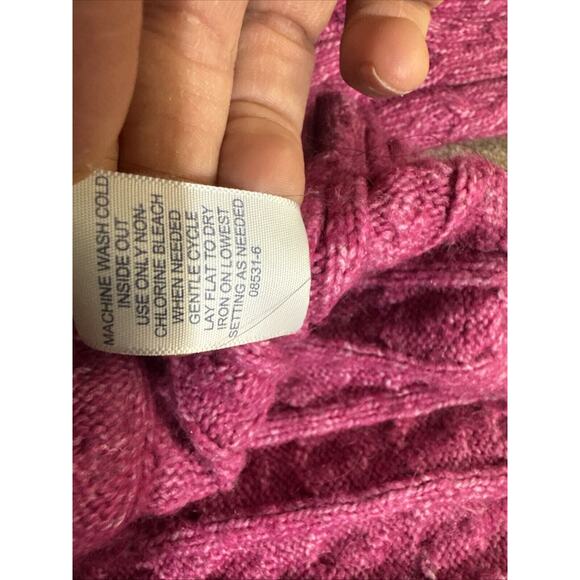 MACHINE WASH COLD
INSIDE OUT
USE ONLY NON-
CHLORINE BLEACH
WHEN NEEDED
GENTLE CYCLE
LAY FLAT TO DRY
IRON ON LOWEST
SETTING AS NEEDED
08531-6